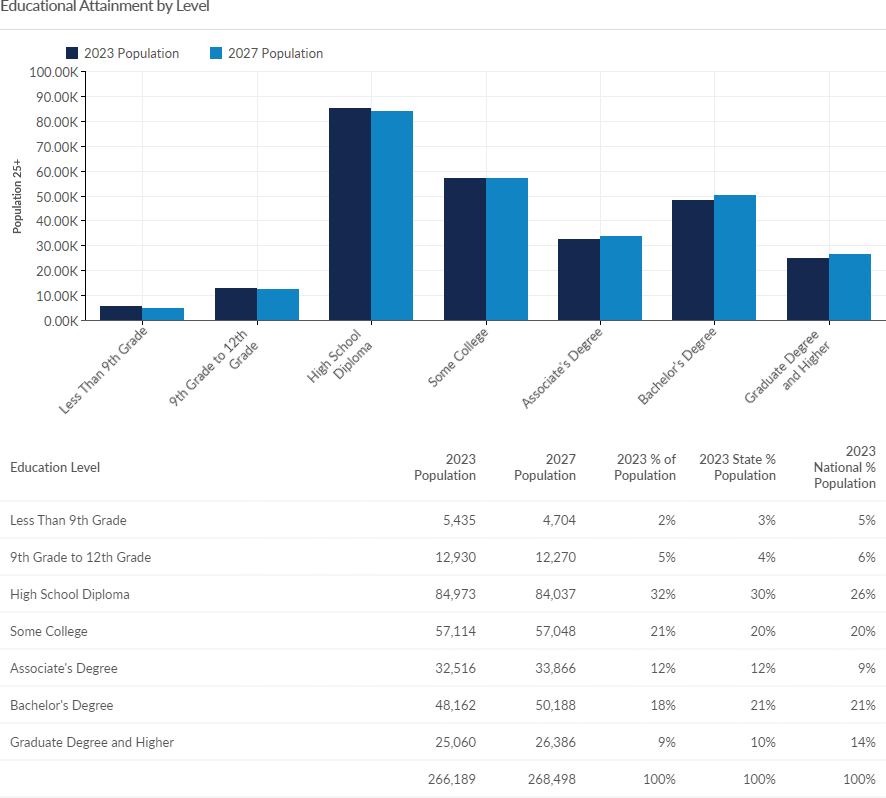 Educational Attainment by Level
2023 Population 2027 Population
100.00K
90.00K
80.00K
70.00K
60.00K
50.00K
40.00K
30.00K
20.00K
10.00K
0.00K
Population 25+
Less Than 9th Grade
9th Grade to 12th
Grade
High School
Diploma
Some College
Associate's Degree
Bachelor's Degree
Graduate Degree
and Higher
Education Level 2023 Population 2027 Population 2023 % of Population 2023 State % Population 2023 National % Population
Less Than 9th Grade 5,435 4,704 2% 3% 5%
9th Grade to 12th Grade 12,930 12,270 5% 4% 6%
High School Diploma 84,973 84,037 32% 30% 26%
Some College 57,114 57,048 21% 20% 20%
Associate's Degree 32,516 33,866 12% 12% 9%
Bachelor's Degree 48,162 50,188 18% 21% 21%
Graduate Degree and Higher 25,060 26,386 9% 10% 14%
266,189 268,498 100% 100% 100%